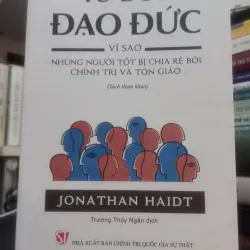 ĐẠO ĐỨC
VÌ SAO
NHỮNG NGƯỜI TỐT BỊ CHIA RẼ BỞI
CHÍNH TRỊ VÀ TÔN GIÁO
(Sách tham khảo)
JONATHAN HAIDT
Trương Thúy Ngân dịch
NHÀ XUẤT BẢN CHÍNH TRỊ QUỐC GIA SỰ THẬT